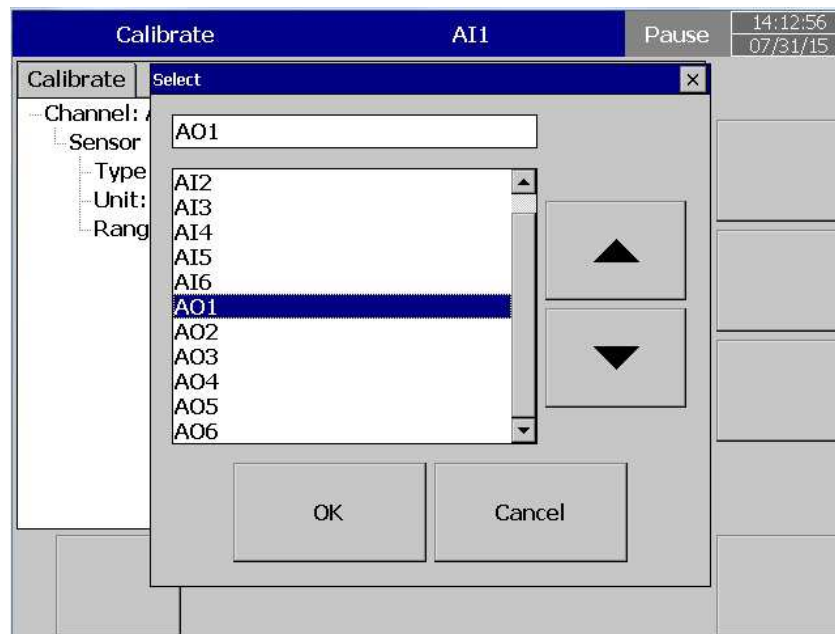 Calibrate AI1 Pause 14:12:56
07/31/15
Calibrate
Select
Channel:
Sensor
Type
Unit:
Rang
AO1
AI2
AI3
AI4
AI5
AI6
AO1
AO2
AO3
AO4
AO5
AO6
OK Cancel